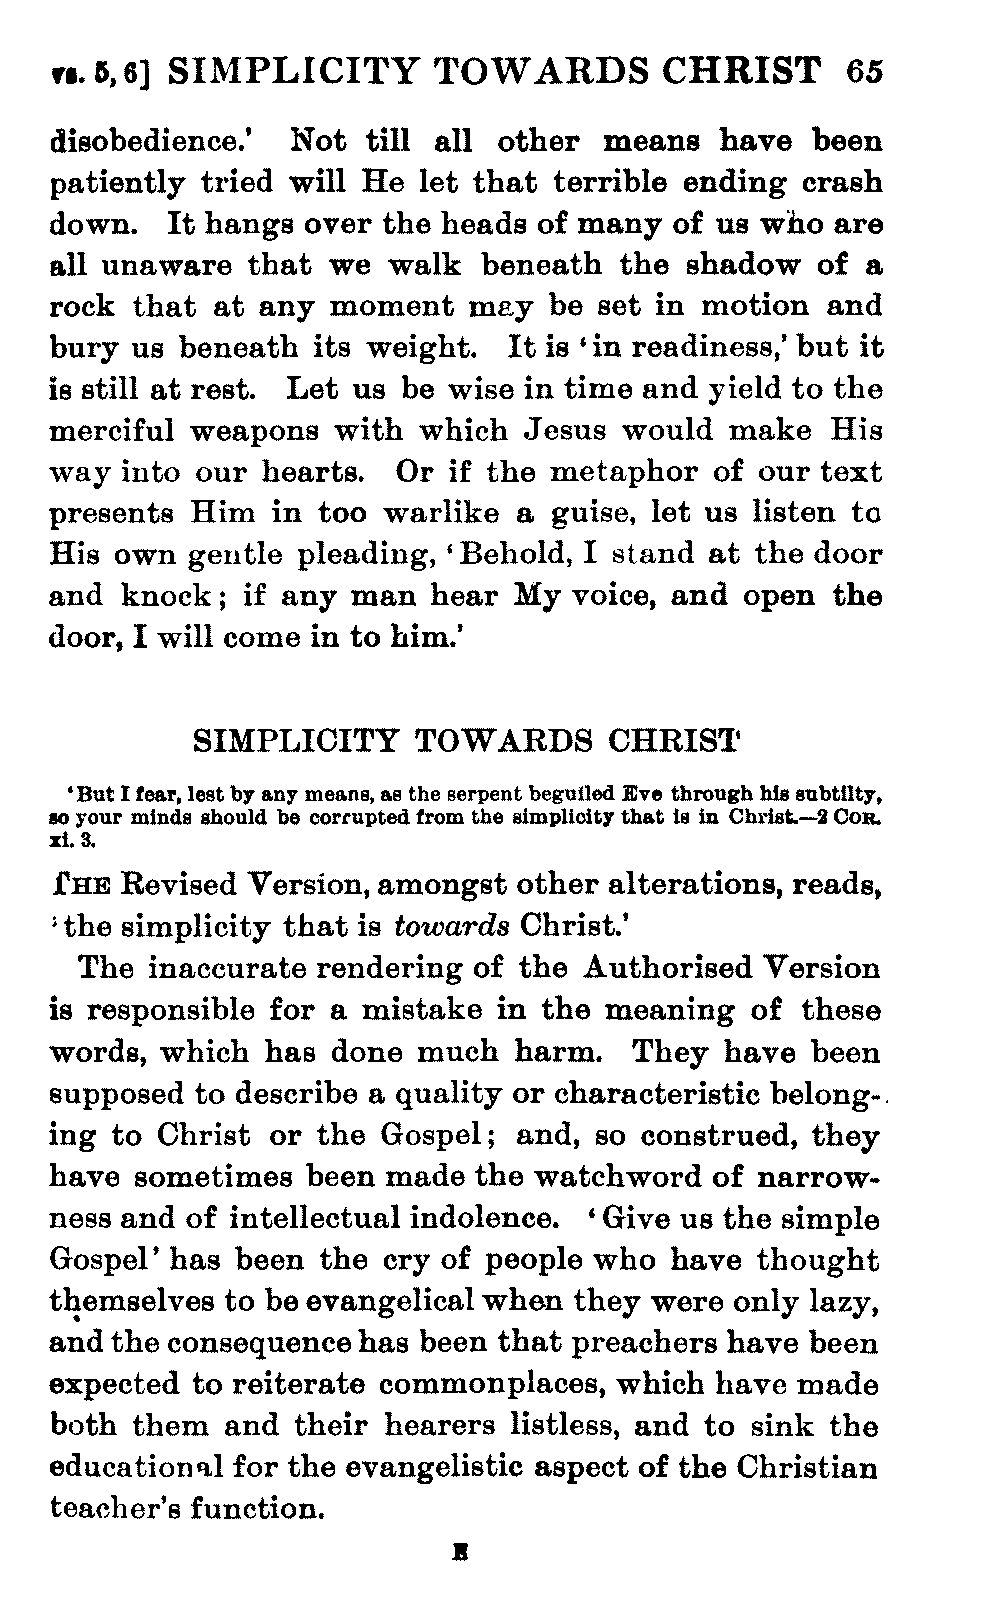 vs. 5, 6] SIMPLICITY TOWARDS CHRIST 65
disobedience.' Not till all other means have been
patiently tried will He let that terrible ending crash
down. It hangs over the heads of many of us who are
all unaware that we walk beneath the shadow of a
rock that at any moment may be set in motion and
bury us beneath its weight. It is 'in readiness,' but it
is still at rest. Let us be wise in time and yield to the
merciful weapons with which Jesus would make His
way into our hearts. Or if the metaphor of our text
presents Him in too warlike a guise, let us listen to
His own gentle pleading, 'Behold, I stand at the door
and knock; if any man hear My voice, and open the
door, I will come in to him.'
SIMPLICITY TOWARDS CHRIST
'But I fear, lest by any means, as the serpent beguiled Eve through his subtilty,
so your minds should be corrupted from the simplicity that is in Christ.—2 COR.
xi. 3.
THE Revised Version, amongst other alterations, reads,
'the simplicity that is towards Christ.'
The inaccurate rendering of the Authorised Version
is responsible for a mistake in the meaning of these
words, which has done much harm. They have been
supposed to describe a quality or characteristic belong-
ing to Christ or the Gospel; and, so construed, they
have sometimes been made the watchword of narrow-
ness and of intellectual indolence. 'Give us the simple
Gospel' has been the cry of people who have thought
themselves to be evangelical when they were only lazy,
and the consequence has been that preachers have been
expected to reiterate commonplaces, which have made
both them and their hearers listless, and to sink the
educational for the evangelistic aspect of the Christian
teacher's function.
E